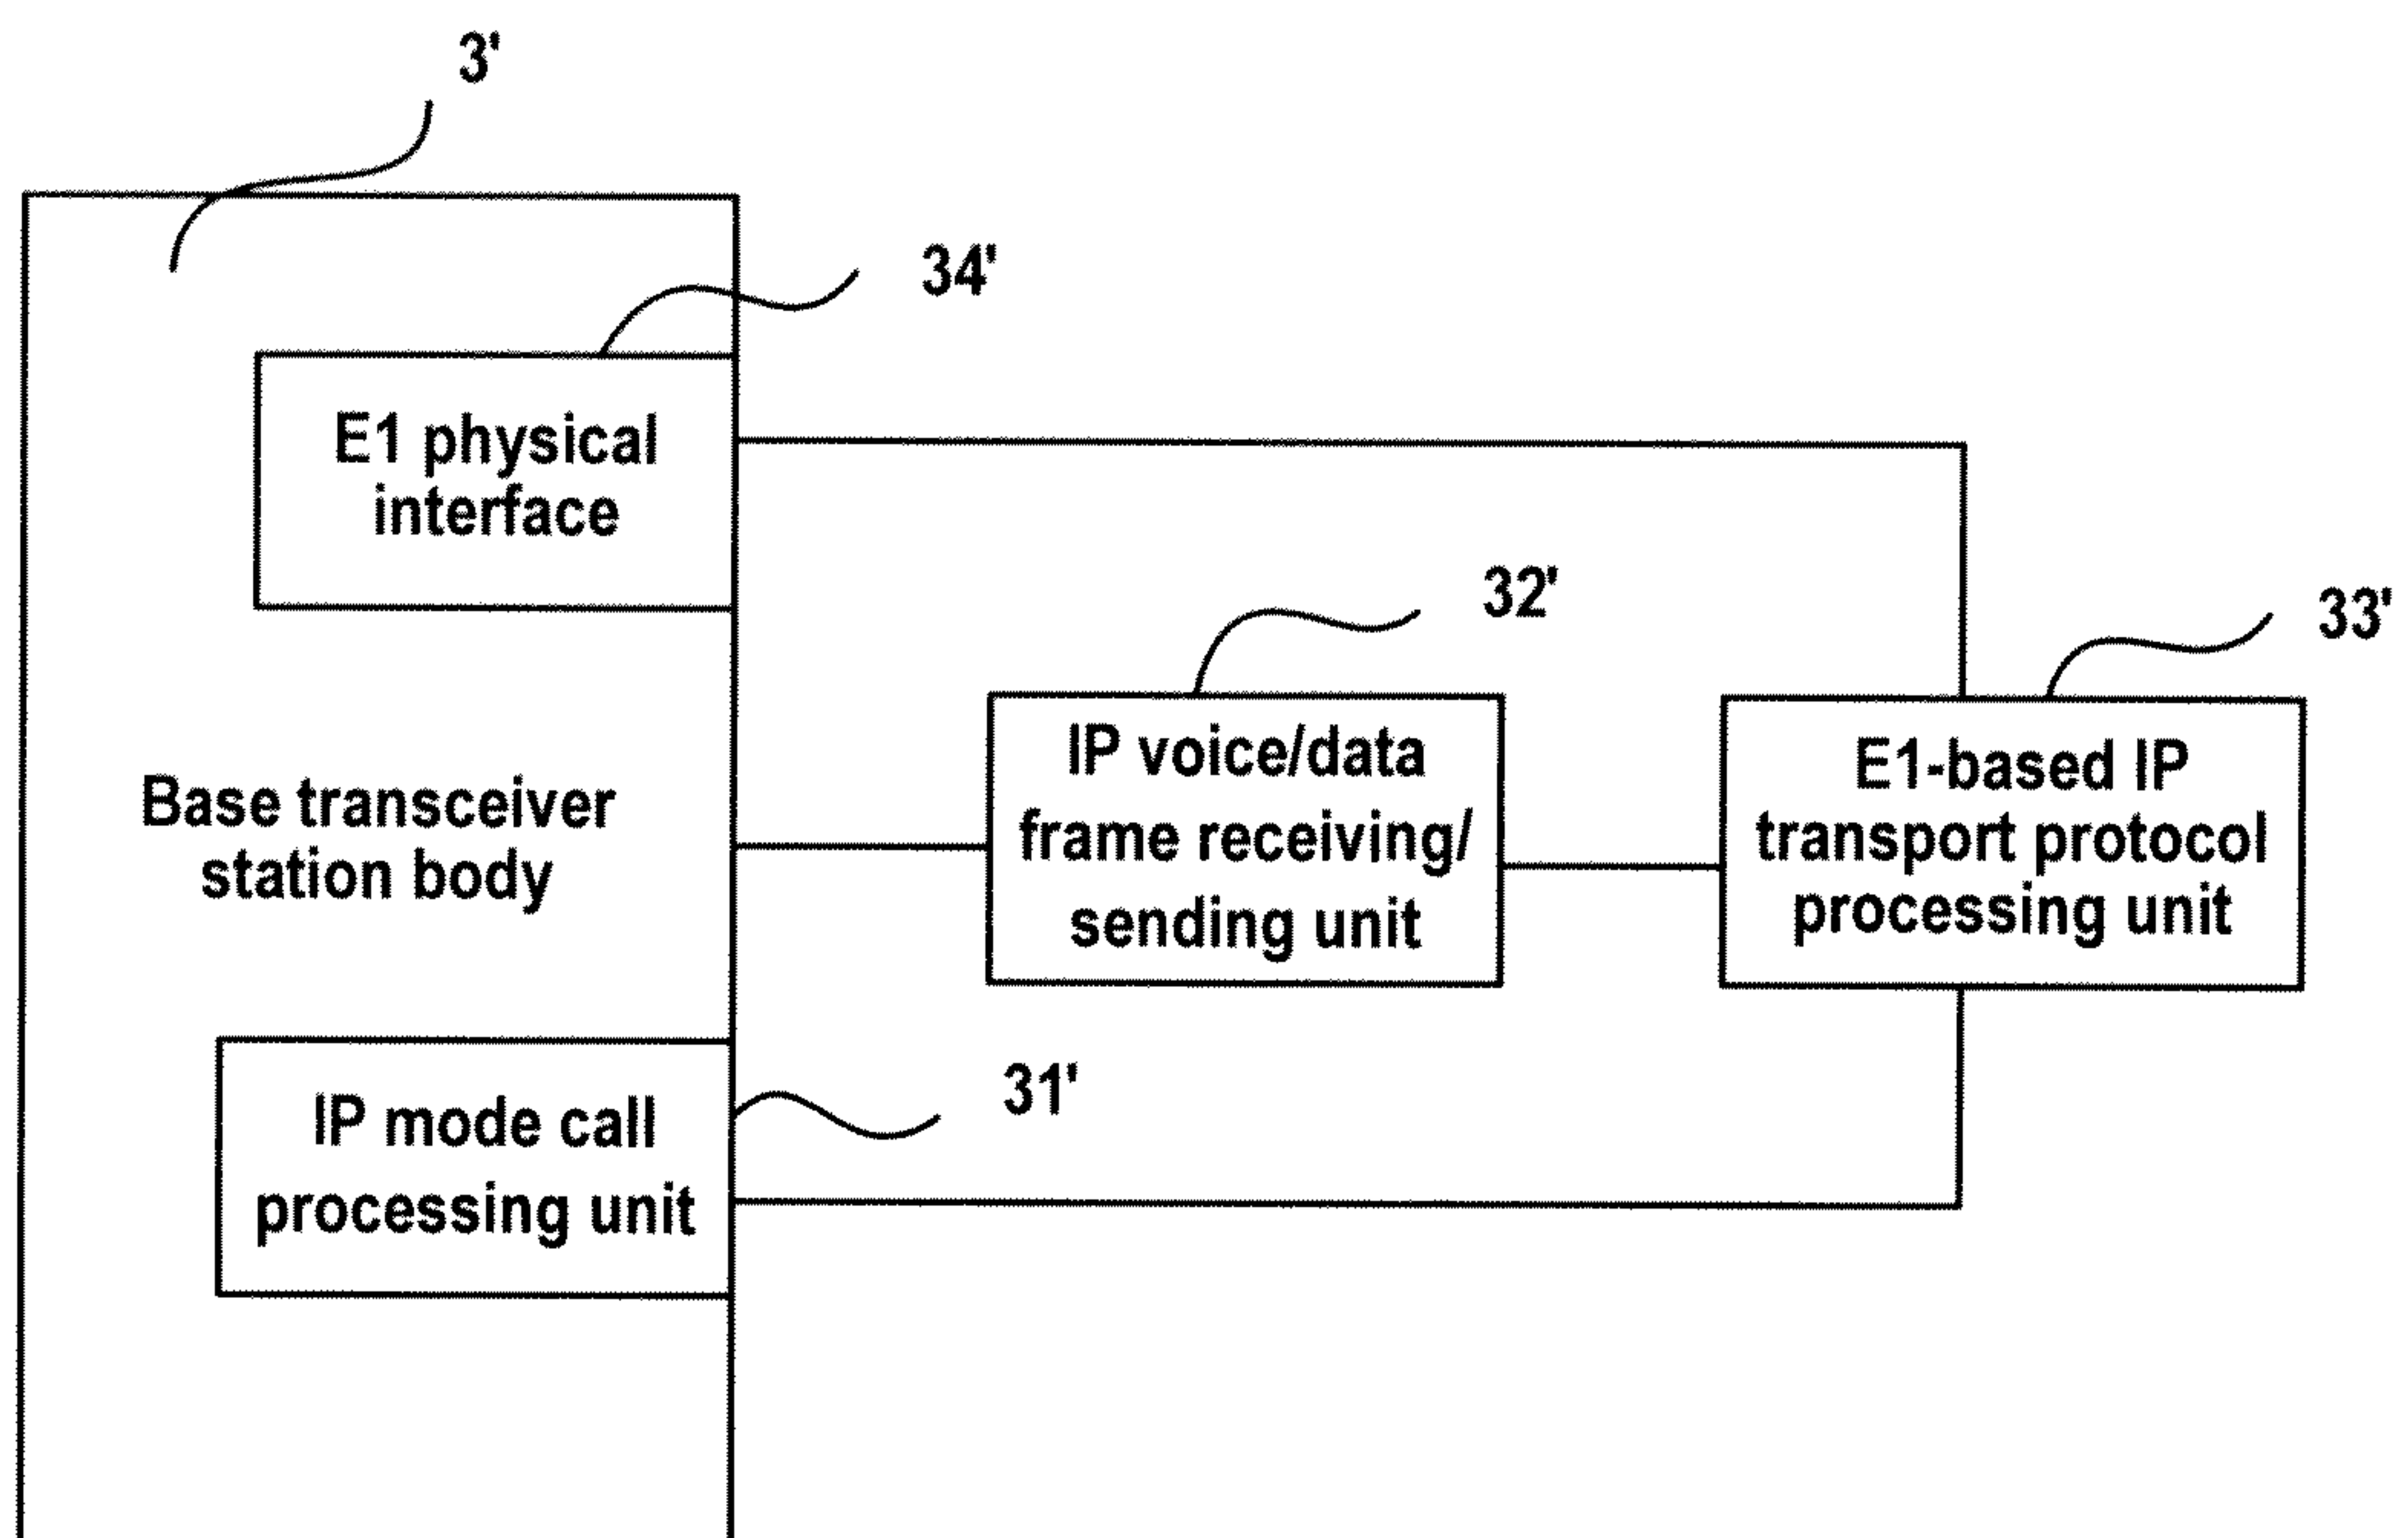 3'
34'
E1 physical
interface
32'
33'
IP voice/data
frame receiving/
sending unit
E1-based IP
transport protocol
processing unit
Base transceiver
station body
31'
IP mode call
processing unit